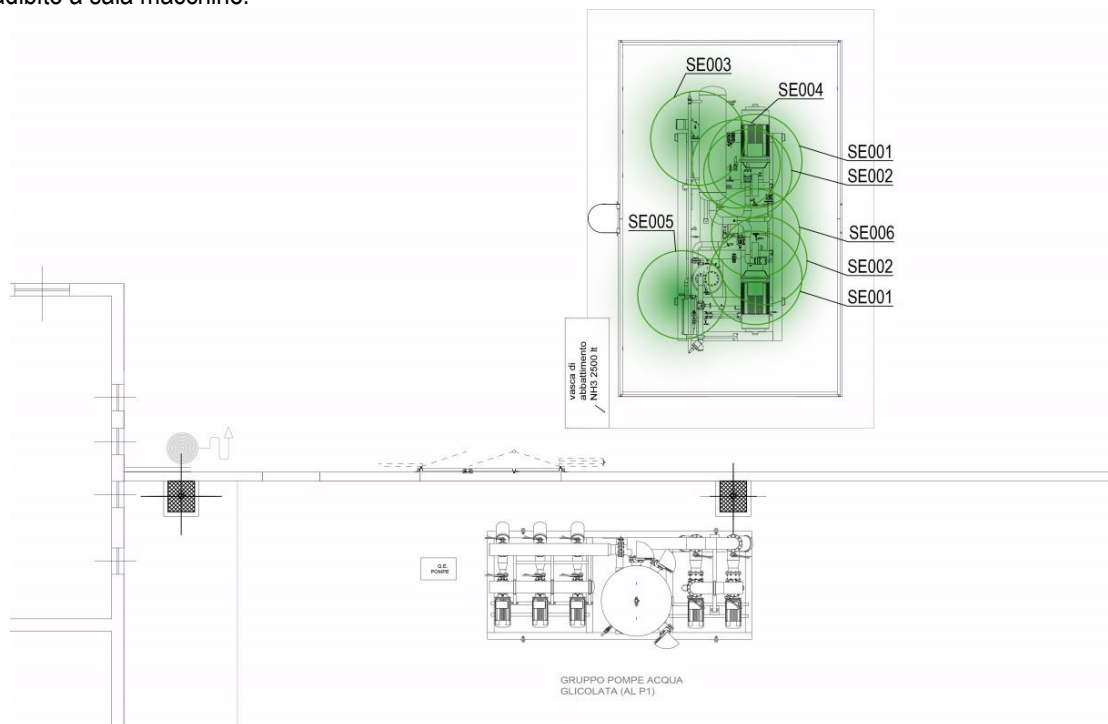 adibito a sala macchine.
SE003
SE004
SE001
SE002
SE005
SE006
SE002
SE001
vasca di
abbattimento
NH3 2500 lt
Q.E.
POMPE
GRUPPO POMPE ACQUA
GLICOLATA (AL P1)